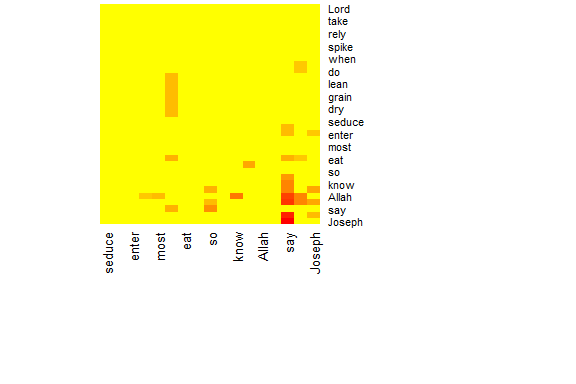 Lord
take
rely
spike
when
do
lean
grain
dry
seduce
enter
most
eat
so
know
Allah
say
Joseph
seduce
enter
most
eat
so
know
Allah
say
Joseph